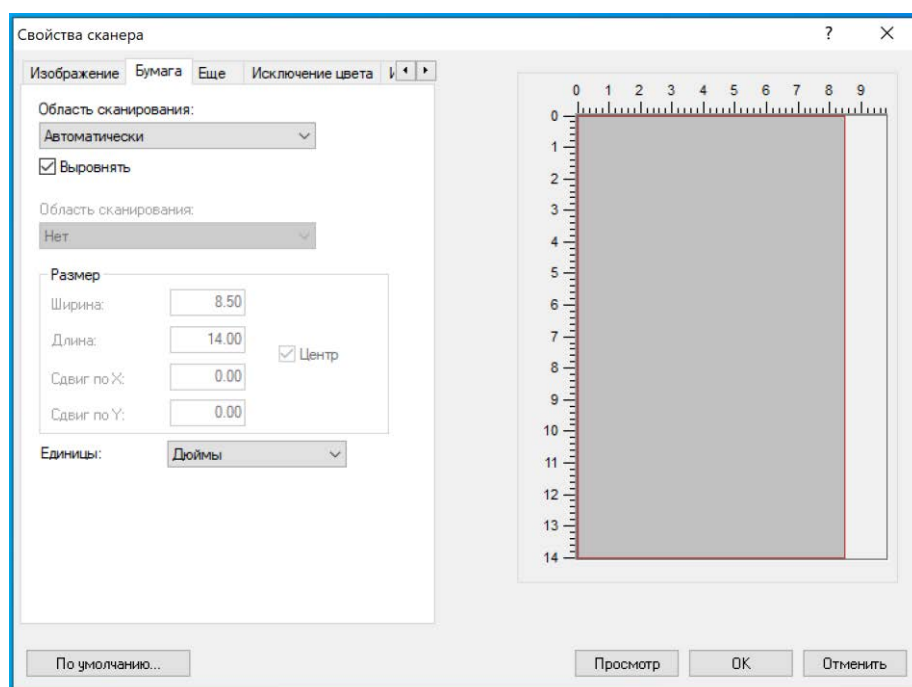 Свойства сканера ?
Изображение Бумага Еще Исключение цвета
Область сканирования:
Автоматически
Выровнять
Область сканирования:
Нет
Размер
Ширина: 8.50
Длина: 14.00
Центр
Сдвиг по X: 0.00
Сдвиг по Y: 0.00
Единицы: Дюймы
0 1 2 3 4 5 6 7 8 9
0
1
2
3
4
5
6
7
8
9
10
11
12
13
14
По умолчанию... Просмотр OK Отменить